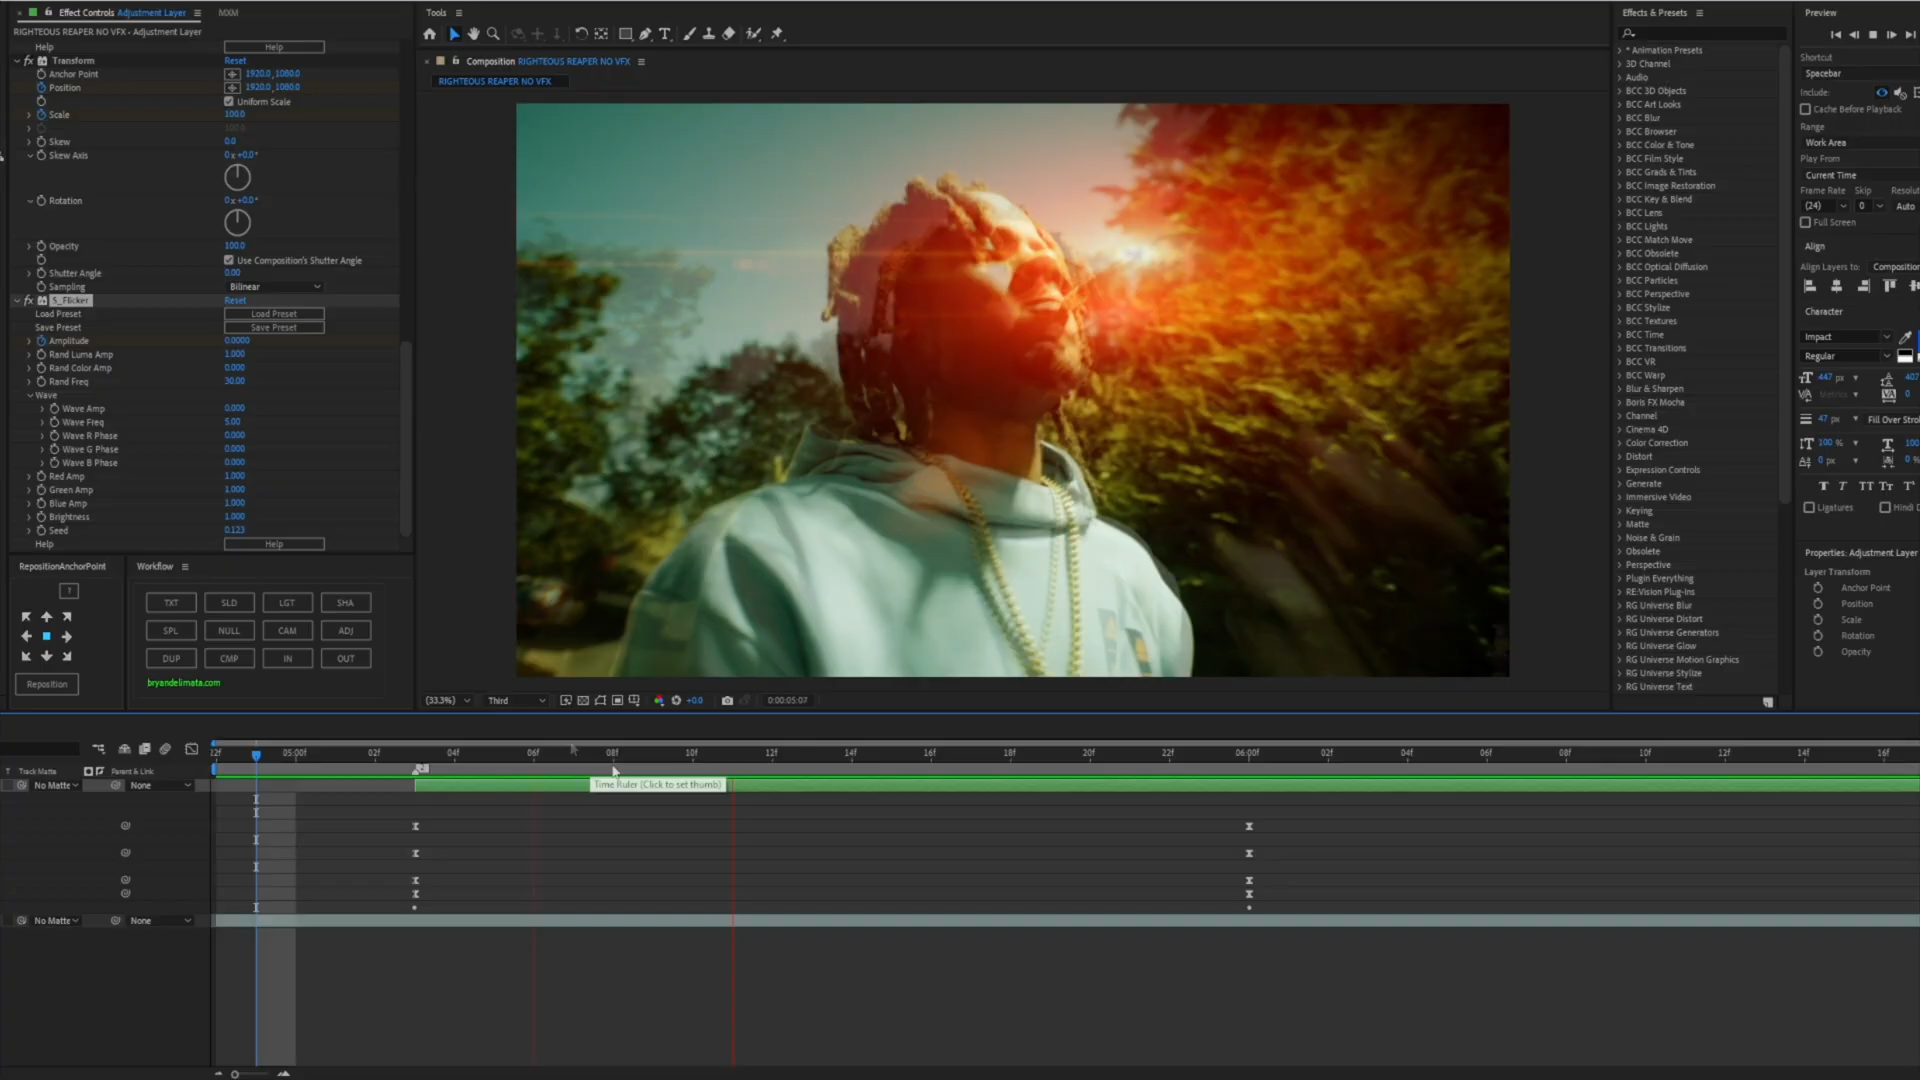 Effect Controls Adjustment Layer
MXM
RIGHTEOUS REAPER NO VFX • Adjustment Layer
Help Help
fx Transform Reset
Anchor Point 1920.0, 1080.0
Position 1920.0, 1080.0
Uniform Scale
Scale 100.0
100.0
Skew 0.0
Skew Axis 0 x +0.0°
Rotation 0 x +0.0°
Opacity 100.0
Use Composition's Shutter Angle
Shutter Angle 0.00
Sampling Bilinear
fx S_Flicker Reset
Load Preset Load Preset
Save Preset Save Preset
Amplitude 0.0000
Rand Luma Amp 1.000
Rand Color Amp 0.000
Rand Freq 30.00
Wave
Wave Amp 0.000
Wave Freq 5.00
Wave R Phase 0.000
Wave G Phase 0.000
Wave B Phase 0.000
Red Amp 1.000
Green Amp 1.000
Blue Amp 1.000
Brightness 1.000
Seed 0.123
Help Help
RepositionAnchorPoint
?
Reposition
Workflow
TXT SLD LGT SHA
SPL NULL CAM ADJ
DUP CMP IN OUT
bryandelimata.com
Tools
Composition RIGHTEOUS REAPER NO VFX
RIGHTEOUS REAPER NO VFX
(33.3%) Third +0.0 0:00:05:07
Effects & Presets
* Animation Presets
3D Channel
Audio
BCC 3D Objects
BCC Art Looks
BCC Blur
BCC Browser
BCC Color & Tone
BCC Film Style
BCC Grads & Tints
BCC Image Restoration
BCC Key & Blend
BCC Lens
BCC Lights
BCC Match Move
BCC Obsolete
BCC Optical Diffusion
BCC Particles
BCC Perspective
BCC Stylize
BCC Textures
BCC Time
BCC Transitions
BCC VR
BCC Warp
Blur & Sharpen
Boris FX Mocha
Channel
Cinema 4D
Color Correction
Distort
Expression Controls
Generate
Immersive Video
Keying
Matte
Noise & Grain
Obsolete
Perspective
Plugin Everything
RE:Vision Plug-ins
RG Universe Blur
RG Universe Distort
RG Universe Generators
RG Universe Glow
RG Universe Motion Graphics
RG Universe Stylize
RG Universe Text
Preview
Shortcut
Spacebar
Include:
Cache Before Playback
Range
Work Area
Play From
Current Time
Frame Rate Skip Resolut
(24) 0 Auto
Full Screen
Align
Align Layers to: Composition
Character
Impact
Regular
447 px 407
Metrics 0
47 px Fill Over Stro
100 % 100
0 px 0 %
T T TT Tr T
Ligatures Hindi D
Properties: Adjustment Layer
Layer Transform
Anchor Point
Position
Scale
Rotation
Opacity
22f 05:00f 02f 04f 06f 08f 10f 12f 14f 16f 18f 20f 22f 06:00f 02f 04f 06f 08f 10f 12f 14f 16f
T Track Matte Parent & Link
No Matte None
Time Ruler (Click to set thumb)
No Matte None